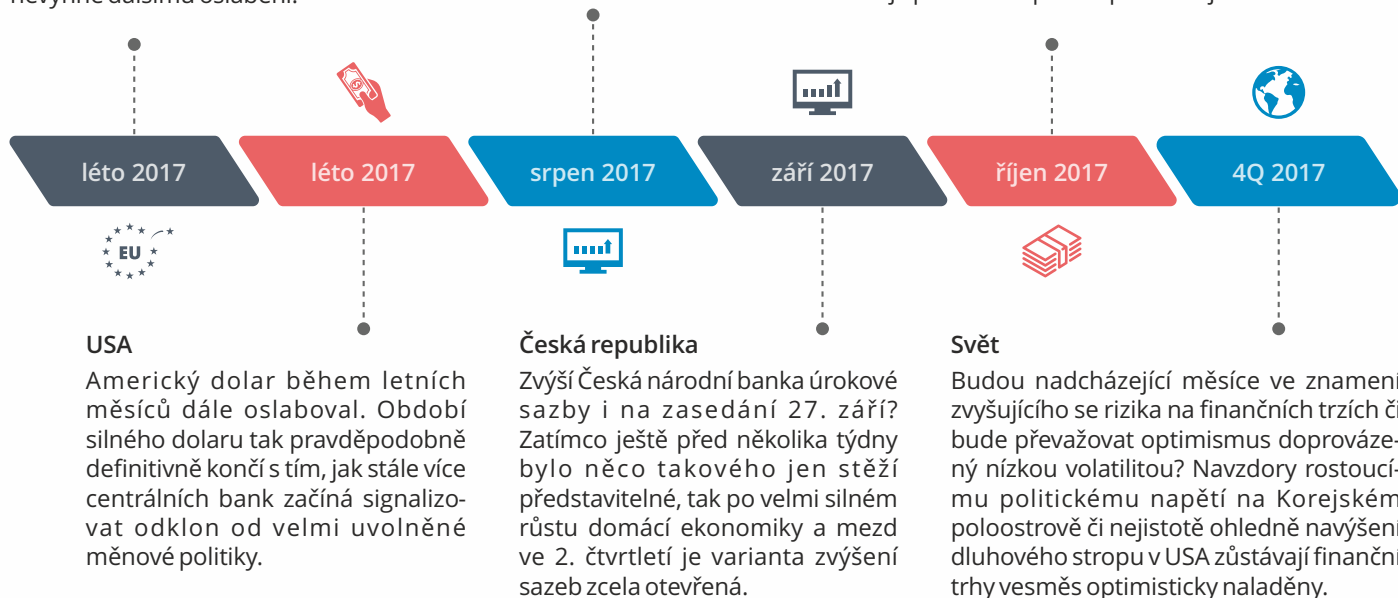 léto 2017
léto 2017
srpen 2017
září 2017
říjen 2017
4Q 2017
EU
USA
Americký dolar během letních
měsíců dále oslaboval. Období
silného dolaru tak pravděpodobně
definitivně končí s tím, jak stále více
centrálních bank začíná signalizo-
vat odklon od velmi uvolněné
měnové politiky.
Česká republika
Zvýší Česká národní banka úrokové
sazby i na zasedání 27. září?
Zatímco ještě před několika týdny
bylo něco takového jen stěží
představitelné, tak po velmi silném
růstu domácí ekonomiky a mezd
ve 2. čtvrtletí je varianta zvýšení
sazeb zcela otevřená.
Svět
Budou nadcházející měsíce ve znamení
zvyšujícího se rizika na finančních trzích či
bude převažovat optimismus doprováze-
ný nízkou volatilitou? Navzdory rostoucí-
mu politickému napětí na Korejském
poloostrově či nejistotě ohledně navýšení
dluhového stropu v USA zůstávají finanční
trhy vesměs optimisticky naladěny.